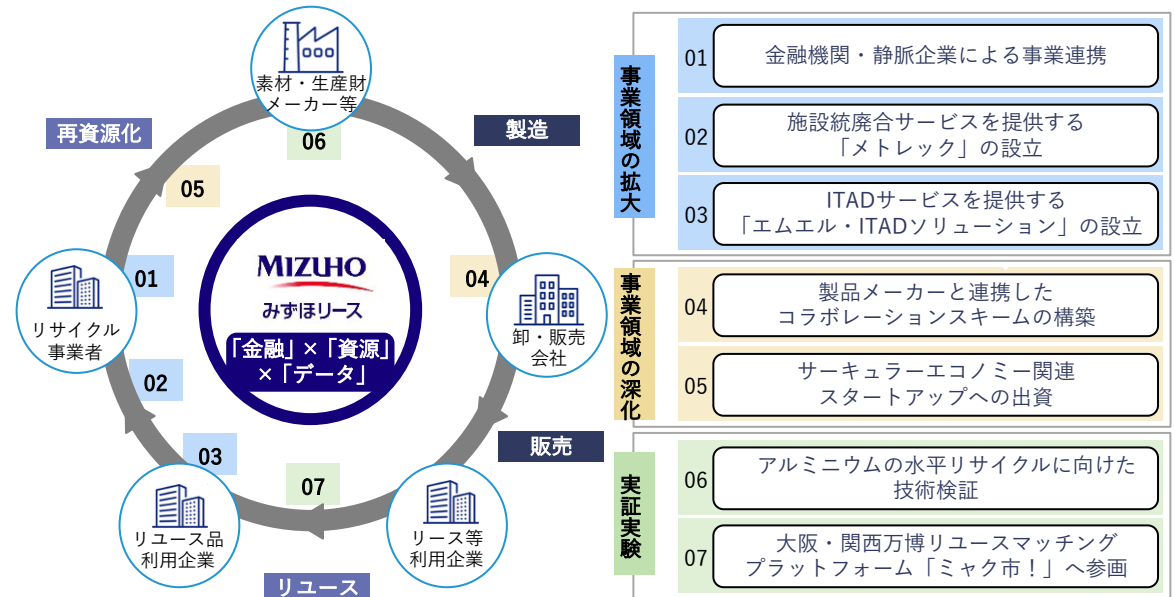 素材・生産財
メーカー等
再資源化
製造
06
05
01
04
MIZUHO
みずほリース
「金融」×「資源」
×「データ」
リサイクル
事業者
卸・販売
会社
02
03
07
販売
リユース品
利用企業
リース等
利用企業
リユース
事業領域の拡大
01
金融機関・静脈企業による事業連携
02
施設統廃合サービスを提供する
「メトレック」の設立
03
ITADサービスを提供する
「エムエル・ITADソリューション」の設立
事業領域の深化
04
製品メーカーと連携した
コラボレーションスキームの構築
05
サーキュラーエコノミー関連
スタートアップへの出資
実証実験
06
アルミニウムの水平リサイクルに向けた
技術検証
07
大阪・関西万博リユースマッチング
プラットフォーム「ミャク市！」へ参画